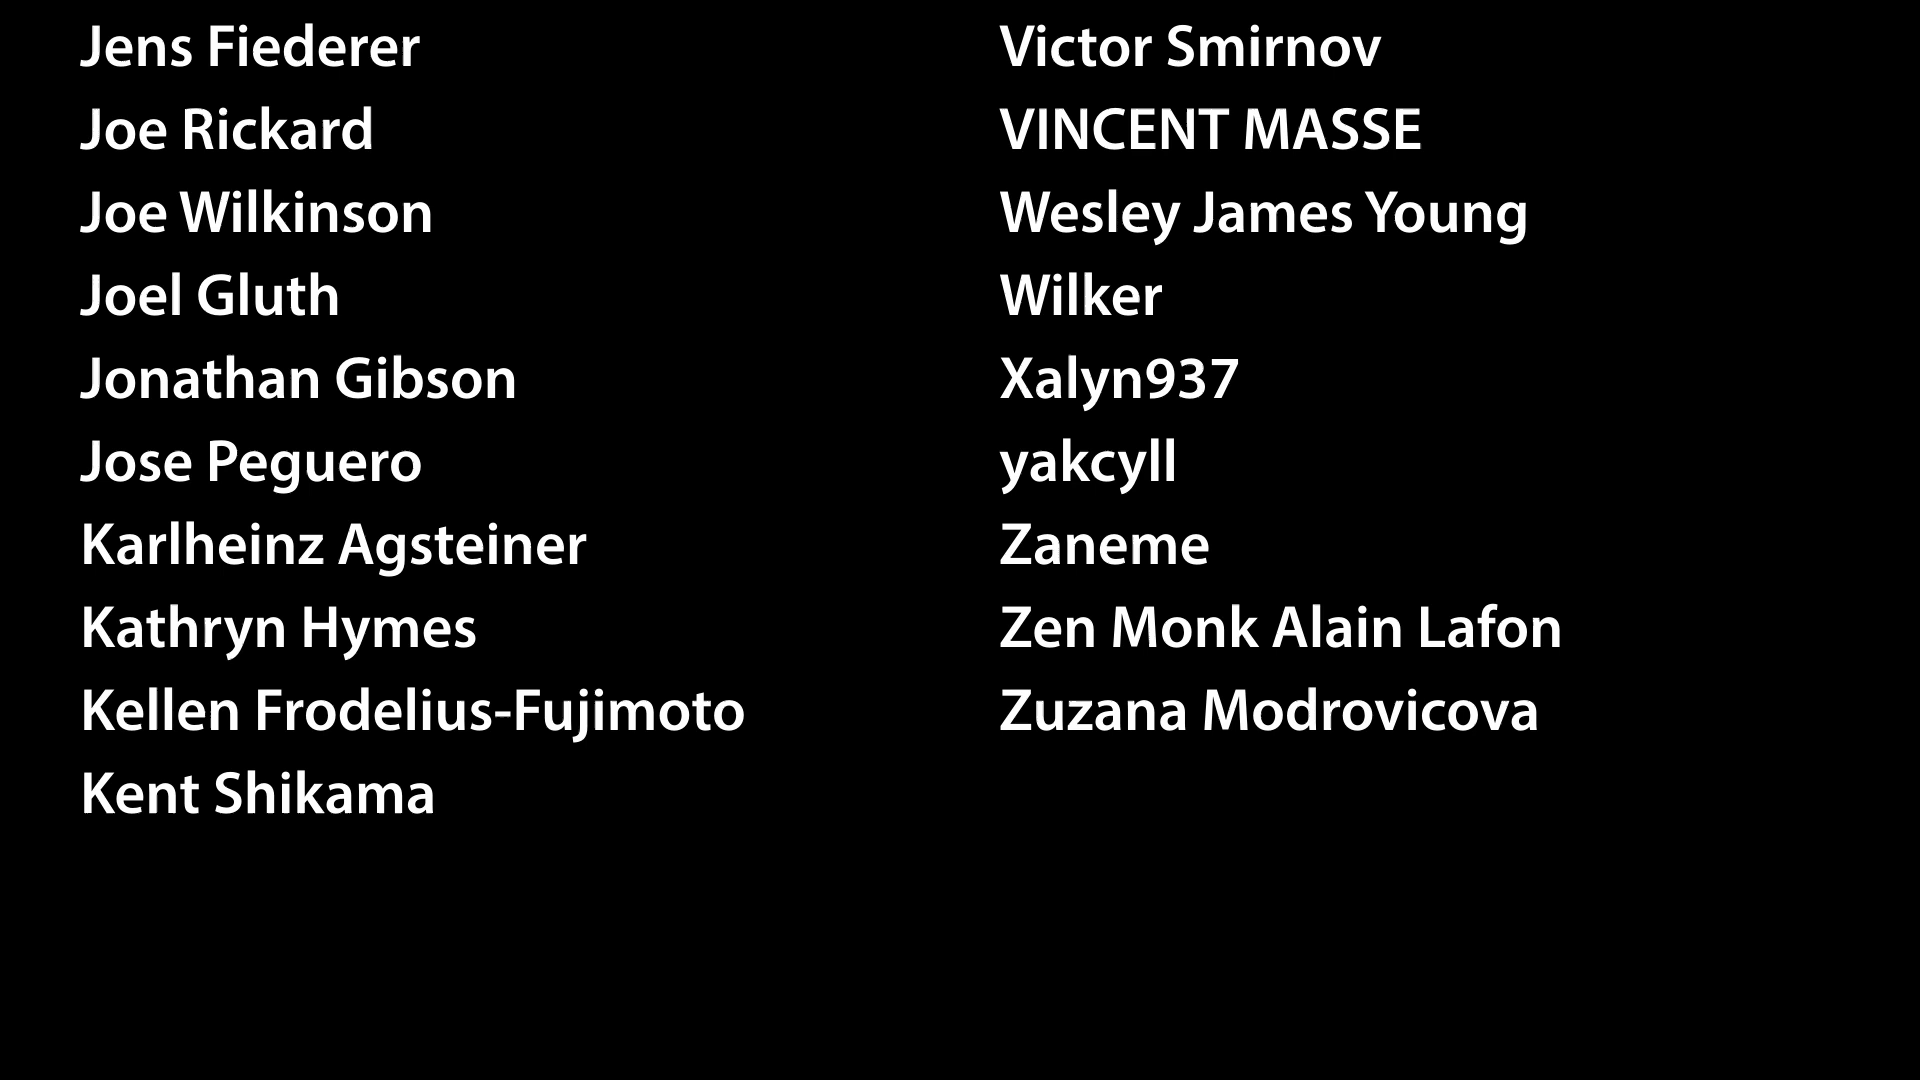 Jens Fiederer
Joe Rickard
Joe Wilkinson
Joel Gluth
Jonathan Gibson
Jose Peguero
Karlheinz Agsteiner
Kathryn Hymes
Kellen Frodelius-Fujimoto
Kent Shikama
Victor Smirnov
VINCENT MASSE
Wesley James Young
Wilker
Xalyn937
yakcyll
Zaneme
Zen Monk Alain Lafon
Zuzana Modrovicova